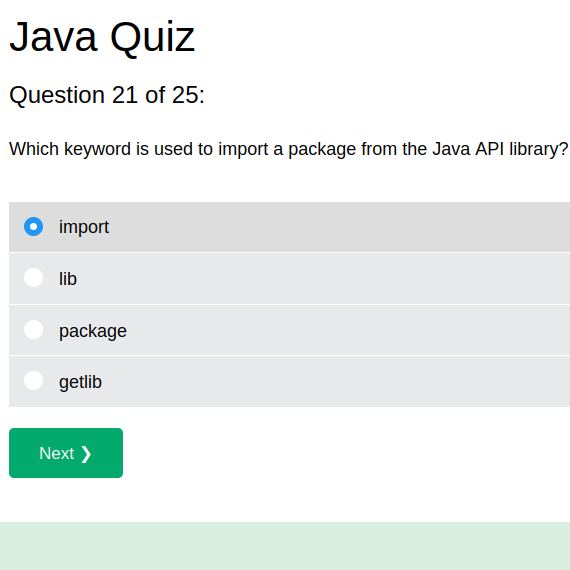 Java Quiz
Question 21 of 25:
Which keyword is used to import a package from the Java API library?
import
lib
package
getlib
Next ❯